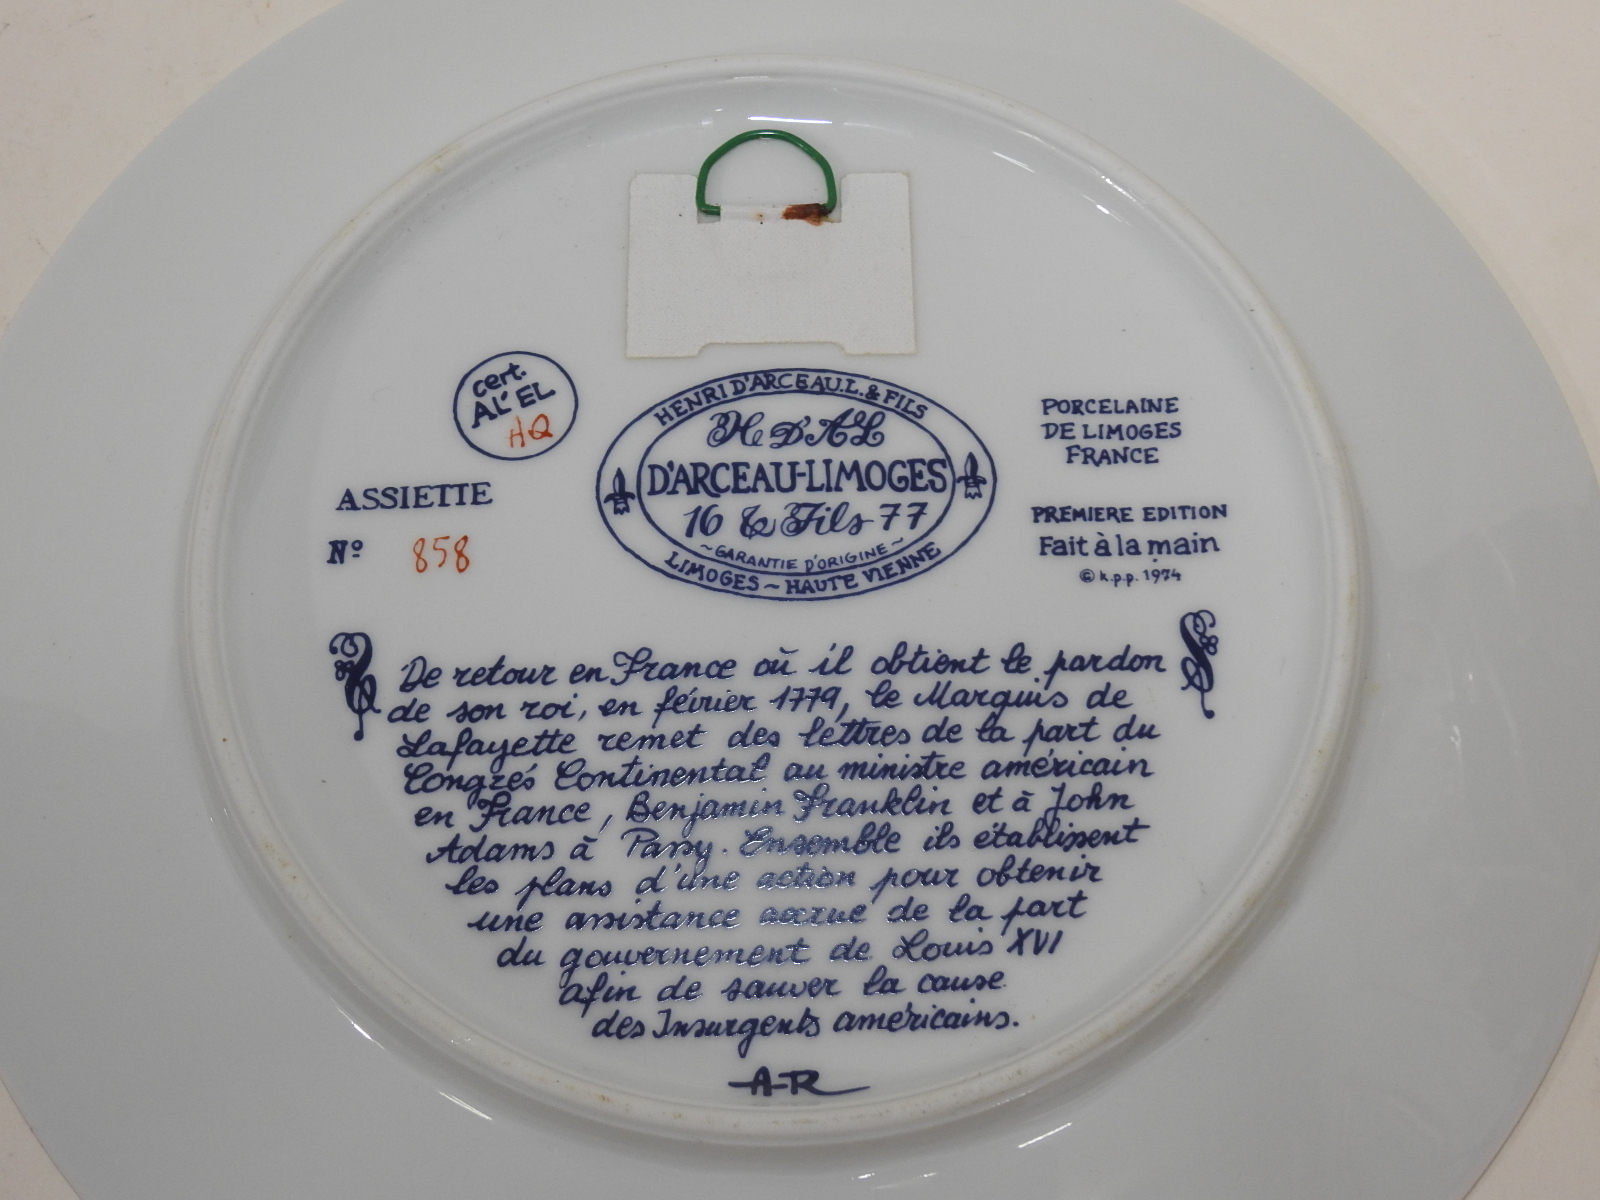 cert.
AL'EL
HQ
ASSIETTE
Nº 858
HENRI D'ARCEAU.L. & FILS
H D'AL
D'ARCEAU-LIMOGES
16 & Fils 77
~GARANTIE D'ORIGINE~
LIMOGES ~ HAUTE VIENNE
PORCELAINE
DE LIMOGES
FRANCE
PREMIERE EDITION
Fait à la main
© k.p.p. 1974
De retour en France où il obtient le pardon
de son roi, en février 1779, le Marquis de
Lafayette remet des lettres de la part du
Congrés Continental au ministre américain
en France, Benjamin Franklin et à John
Adams à Passy. Ensemble ils établissent
les plans d'une action pour obtenir
une assistance accrue de la part
du gouvernement de Louis XVI
afin de sauver la cause
des Insurgents américains.
A-R